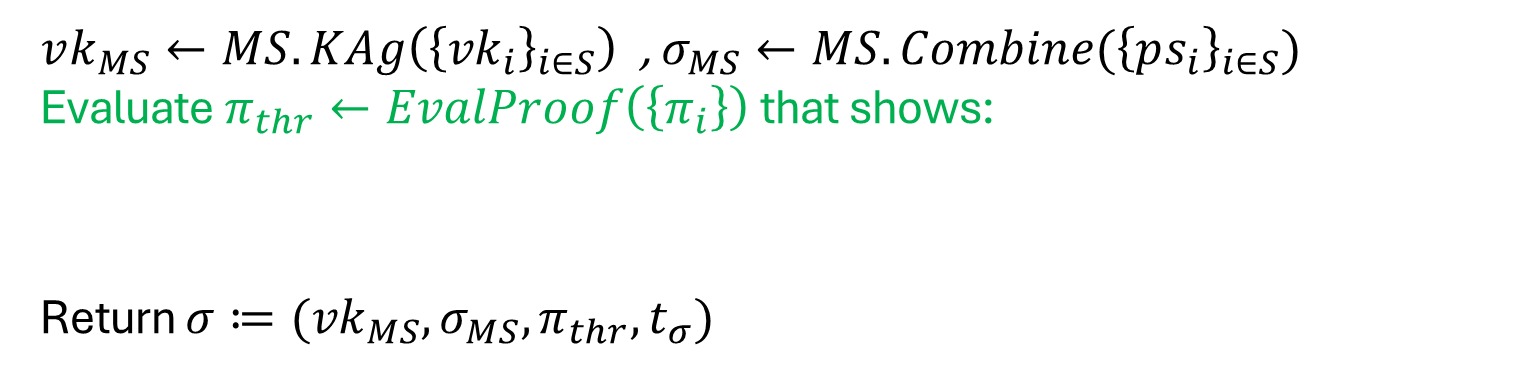 vk_{MS} ← MS.KAg({vk_i}_{i∈S}) , σ_{MS} ← MS.Combine({ps_i}_{i∈S})
Evaluate π_{thr} ← EvalProof({π_i}) that shows:
Return σ ≔ (vk_{MS}, σ_{MS}, π_{thr}, t_σ)